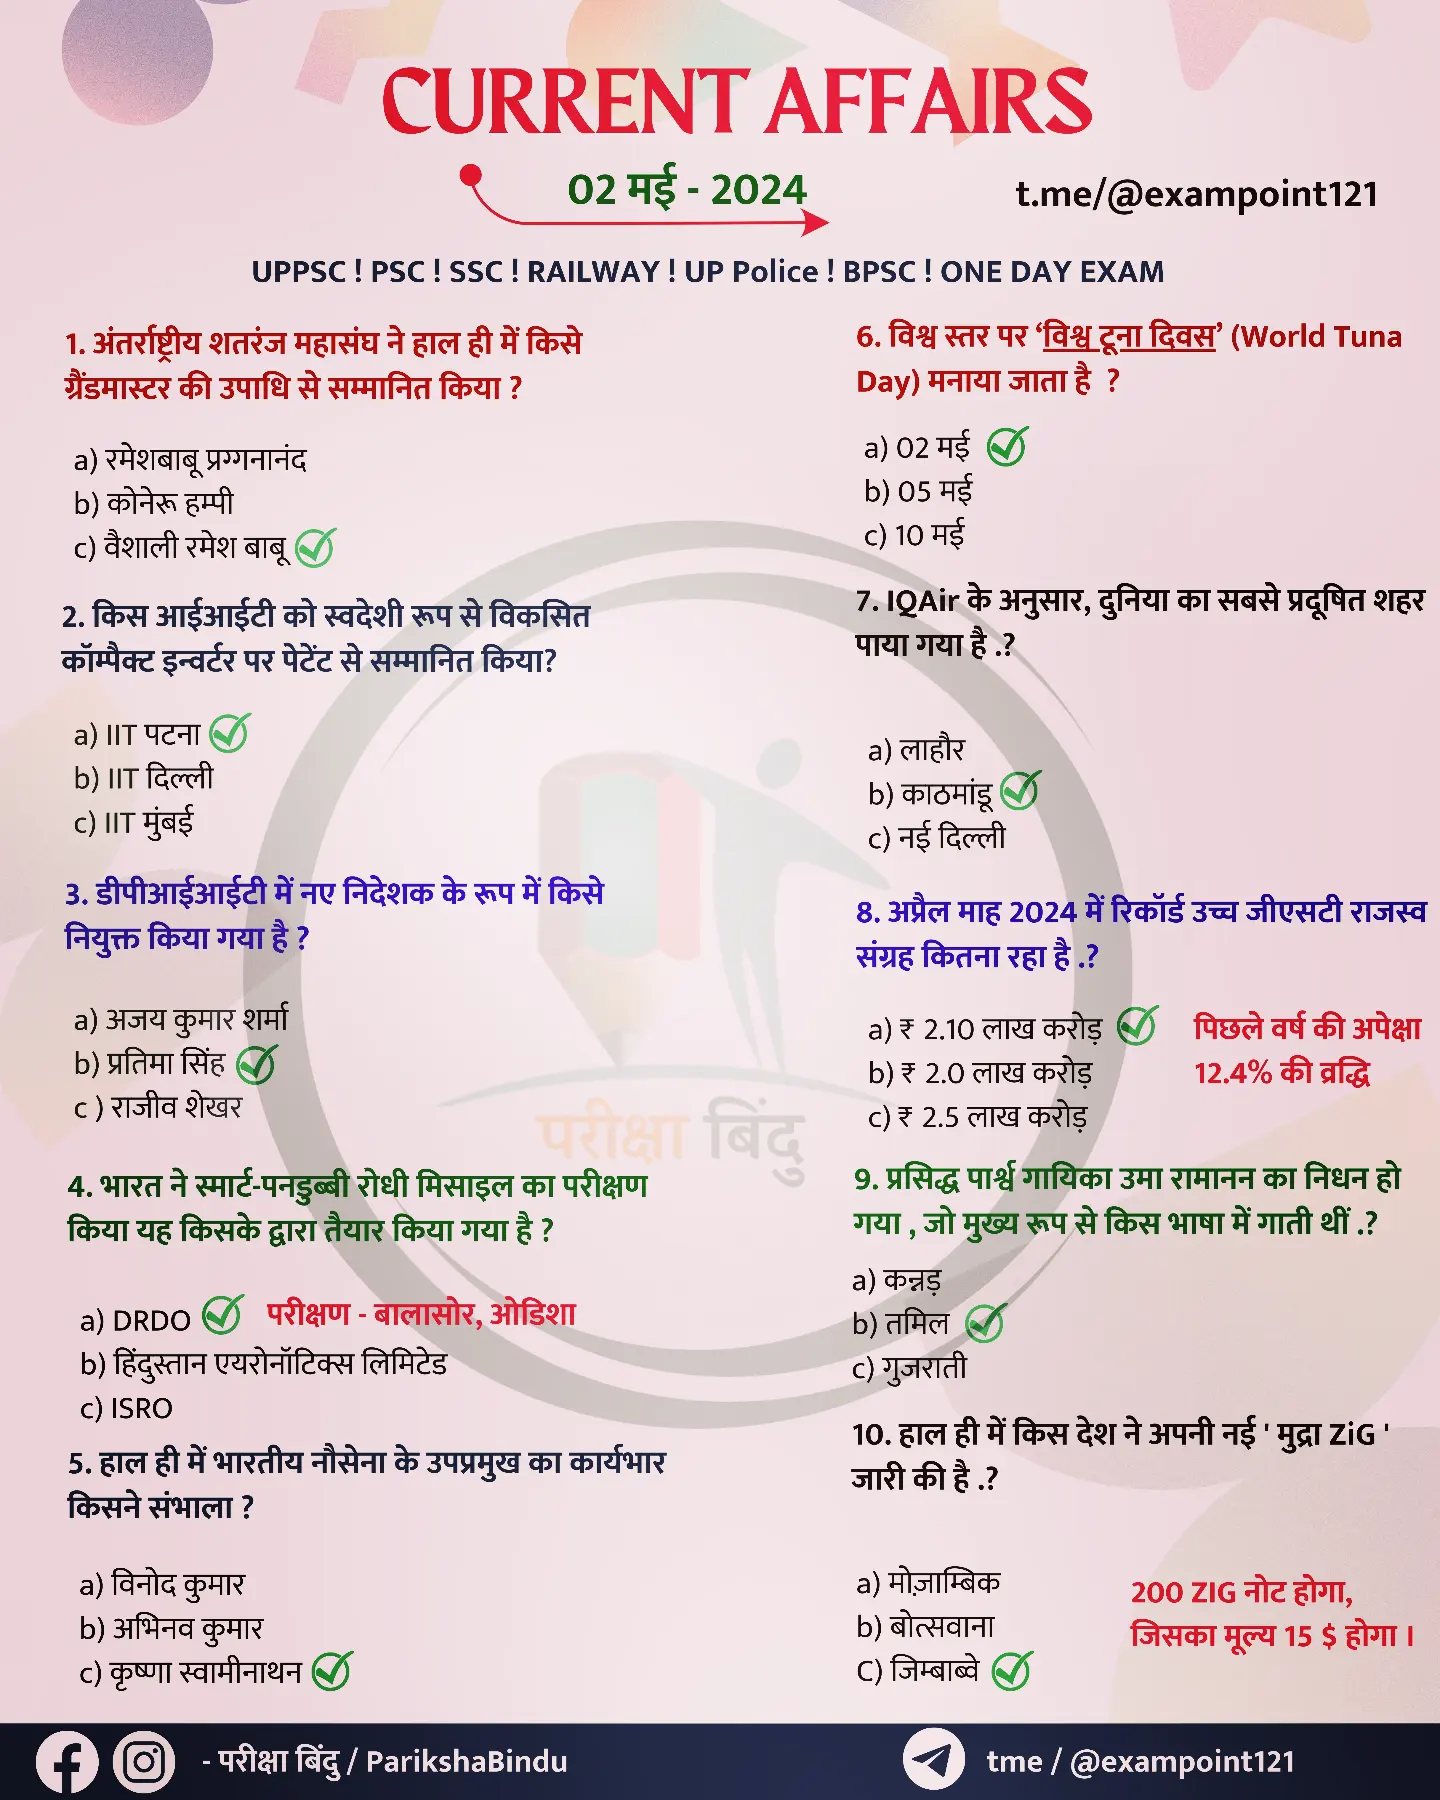 CURRENT AFFAIRS
02 मई - 2024
t.me/@exampoint121
UPPSC ! PSC ! SSC ! RAILWAY ! UP Police ! BPSC ! ONE DAY EXAM
1. अंतर्राष्ट्रीय शतरंज महासंघ ने हाल ही में किसे
ग्रैंडमास्टर की उपाधि से सम्मानित किया ?
a) रमेशबाबू प्रग्गनानंद
b) कोनेरू हम्पी
c) वैशाली रमेश बाबू
2. किस आईआईटी को स्वदेशी रूप से विकसित
कॉम्पैक्ट इन्वर्टर पर पेटेंट से सम्मानित किया?
a) IIT पटना
b) IIT दिल्ली
c) IIT मुंबई
3. डीपीआईआईटी में नए निदेशक के रूप में किसे
नियुक्त किया गया है ?
a) अजय कुमार शर्मा
b) प्रतिमा सिंह
c ) राजीव शेखर
4. भारत ने स्मार्ट-पनडुब्बी रोधी मिसाइल का परीक्षण
किया यह किसके द्वारा तैयार किया गया है ?
a) DRDO परीक्षण - बालासोर, ओडिशा
b) हिंदुस्तान एयरोनॉटिक्स लिमिटेड
c) ISRO
5. हाल ही में भारतीय नौसेना के उपप्रमुख का कार्यभार
किसने संभाला ?
a) विनोद कुमार
b) अभिनव कुमार
c) कृष्णा स्वामीनाथन
6. विश्व स्तर पर ‘विश्व टूना दिवस’ (World Tuna
Day) मनाया जाता है ?
a) 02 मई
b) 05 मई
c) 10 मई
7. IQAir के अनुसार, दुनिया का सबसे प्रदूषित शहर
पाया गया है .?
a) लाहौर
b) काठमांडू
c) नई दिल्ली
8. अप्रैल माह 2024 में रिकॉर्ड उच्च जीएसटी राजस्व
संग्रह कितना रहा है .?
a) ₹ 2.10 लाख करोड़
b) ₹ 2.0 लाख करोड़
c) ₹ 2.5 लाख करोड़
पिछले वर्ष की अपेक्षा
12.4% की व्रद्धि
9. प्रसिद्ध पार्श्व गायिका उमा रामानन का निधन हो
गया , जो मुख्य रूप से किस भाषा में गाती थीं .?
a) कन्नड़
b) तमिल
c) गुजराती
10. हाल ही में किस देश ने अपनी नई ' मुद्रा ZiG '
जारी की है .?
a) मोज़ाम्बिक
b) बोत्सवाना
C) जिम्बाब्वे
200 ZIG नोट होगा,
जिसका मूल्य 15 $ होगा ।
परीक्षा बिंदु
- परीक्षा बिंदु / ParikshaBindu
tme / @exampoint121